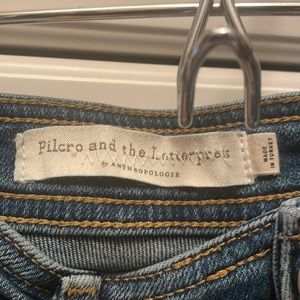 Pilcro and the Letterpress
by ANTHROPOLOGIE
MADE
IN TURKEY